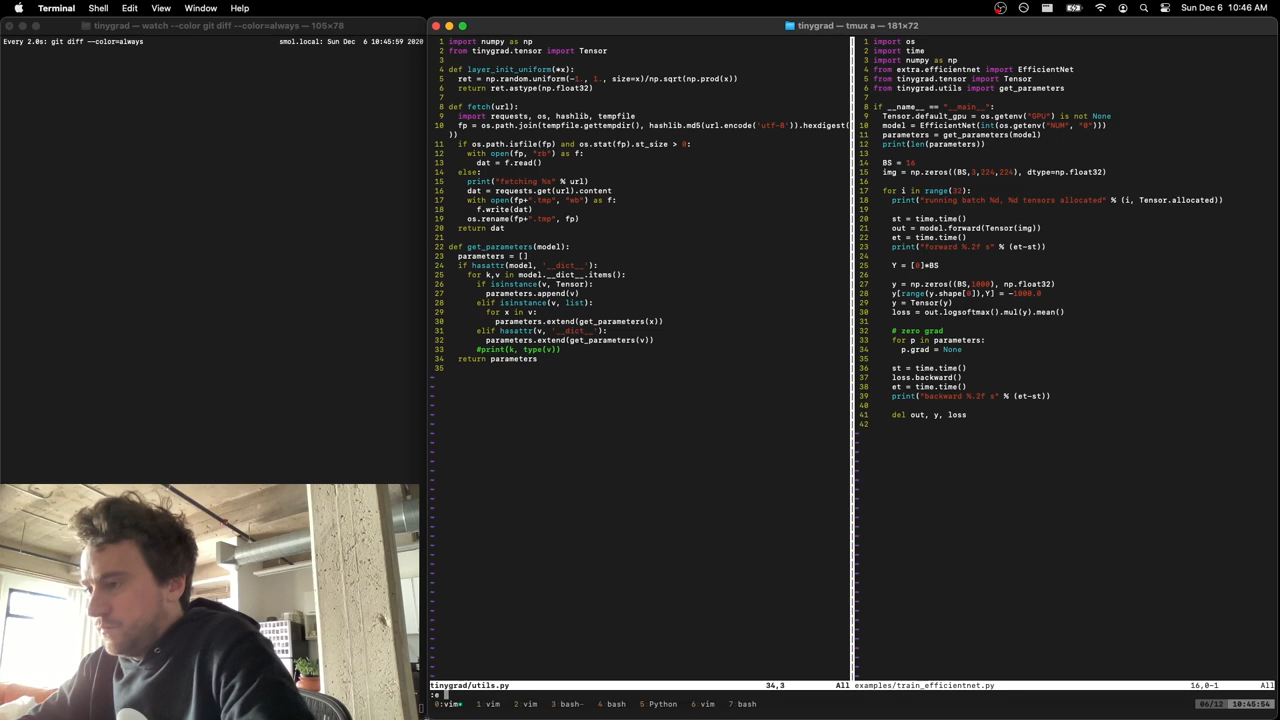 Terminal Shell Edit View Window Help Sun Dec 6 10:46 AM
tinygrad — watch --color git diff --color=always — 105×78
Every 2.0s: git diff --color=always smol.local: Sun Dec 6 10:45:59 2020
tinygrad — tmux a — 181×72
1 import numpy as np
2 from tinygrad.tensor import Tensor
3
4 def layer_init_uniform(*x):
5 ret = np.random.uniform(-1., 1., size=x)/np.sqrt(np.prod(x))
6 return ret.astype(np.float32)
7
8 def fetch(url):
9 import requests, os, hashlib, tempfile
10 fp = os.path.join(tempfile.gettempdir(), hashlib.md5(url.encode('utf-8')).hexdigest(
))
11 if os.path.isfile(fp) and os.stat(fp).st_size > 0:
12 with open(fp, "rb") as f:
13 dat = f.read()
14 else:
15 print("fetching %s" % url)
16 dat = requests.get(url).content
17 with open(fp+".tmp", "wb") as f:
18 f.write(dat)
19 os.rename(fp+".tmp", fp)
20 return dat
21
22 def get_parameters(model):
23 parameters = []
24 if hasattr(model, '__dict__'):
25 for k,v in model.__dict__.items():
26 if isinstance(v, Tensor):
27 parameters.append(v)
28 elif isinstance(v, list):
29 for x in v:
30 parameters.extend(get_parameters(x))
31 elif hasattr(v, '__dict__'):
32 parameters.extend(get_parameters(v))
33 #print(k, type(v))
34 return parameters
35
tinygrad/utils.py 34,3 All
:e
1 import os
2 import time
3 import numpy as np
4 from extra.efficientnet import EfficientNet
5 from tinygrad.tensor import Tensor
6 from tinygrad.utils import get_parameters
7
8 if __name__ == "__main__":
9 Tensor.default_gpu = os.getenv("GPU") is not None
10 model = EfficientNet(int(os.getenv("NUM", "0")))
11 parameters = get_parameters(model)
12 print(len(parameters))
13
14 BS = 16
15 img = np.zeros((BS,3,224,224), dtype=np.float32)
16
17 for i in range(32):
18 print("running batch %d, %d tensors allocated" % (i, Tensor.allocated))
19
20 st = time.time()
21 out = model.forward(Tensor(img))
22 et = time.time()
23 print("forward %.2f s" % (et-st))
24
25 Y = [0]*BS
26
27 y = np.zeros((BS,1000), np.float32)
28 y[range(y.shape[0]),Y] = -1000.0
29 y = Tensor(y)
30 loss = out.logsoftmax().mul(y).mean()
31
32 # zero grad
33 for p in parameters:
34 p.grad = None
35
36 st = time.time()
37 loss.backward()
38 et = time.time()
39 print("backward %.2f s" % (et-st))
40
41 del out, y, loss
42
examples/train_efficientnet.py 16,0-1 All
0:vim* 1 vim 2 vim 3 bash- 4 bash 5 Python 6 vim 7 bash 06/12 10:45:54